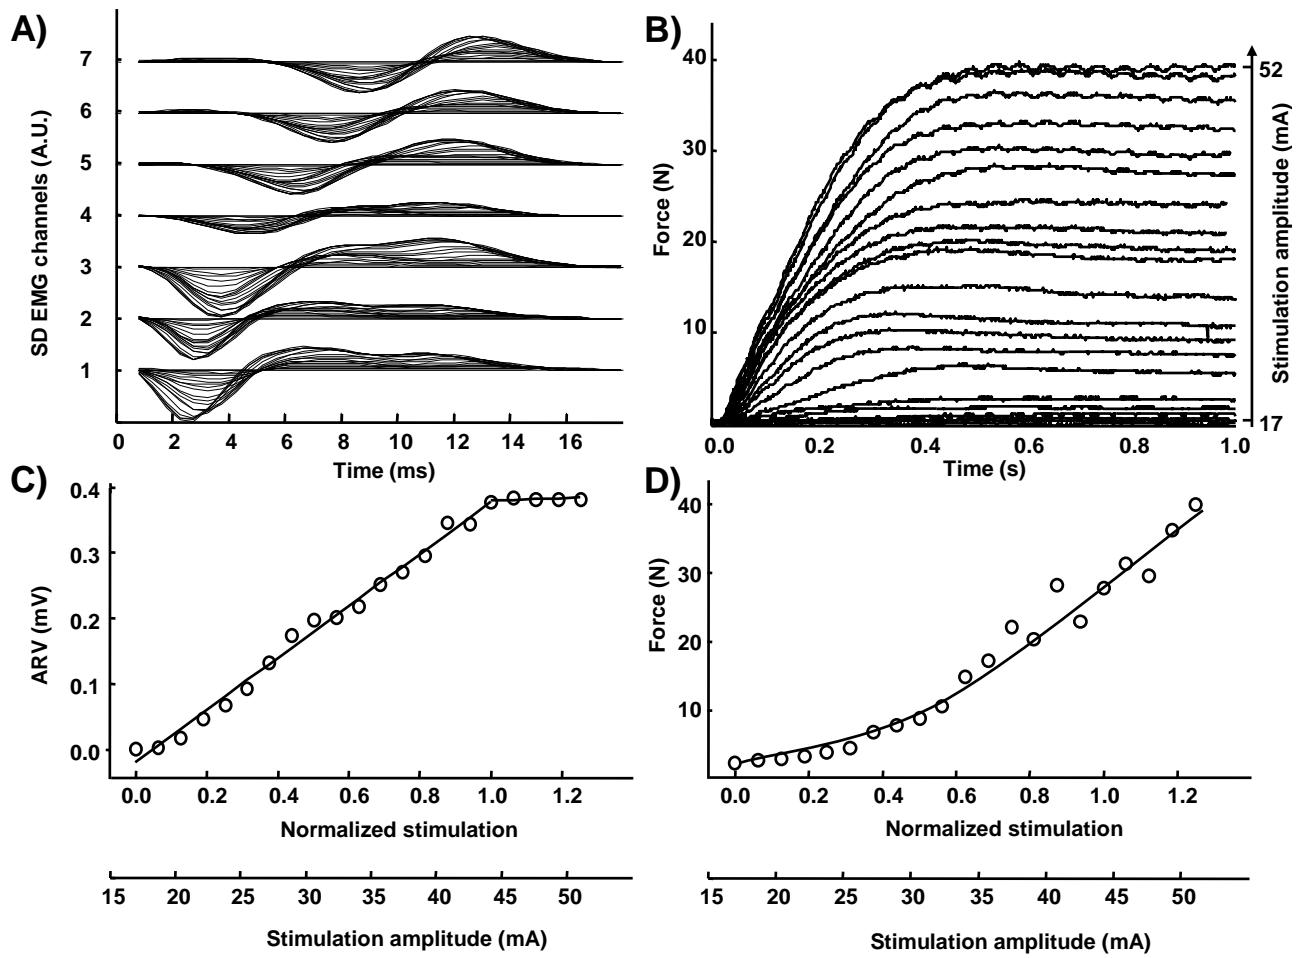 A)
SD EMG channels (A.U.)
7
6
5
4
3
2
1
0 2 4 6 8 10 12 14 16
Time (ms)
B)
Force (N)
40
30
20
10
0.0 0.2 0.4 0.6 0.8 1.0
Time (s)
52
17
Stimulation amplitude (mA)
C)
ARV (mV)
0.4
0.3
0.2
0.1
0.0
0.0 0.2 0.4 0.6 0.8 1.0 1.2
Normalized stimulation
15 20 25 30 35 40 45 50
Stimulation amplitude (mA)
D)
Force (N)
40
30
20
10
0.0 0.2 0.4 0.6 0.8 1.0 1.2
Normalized stimulation
15 20 25 30 35 40 45 50
Stimulation amplitude (mA)